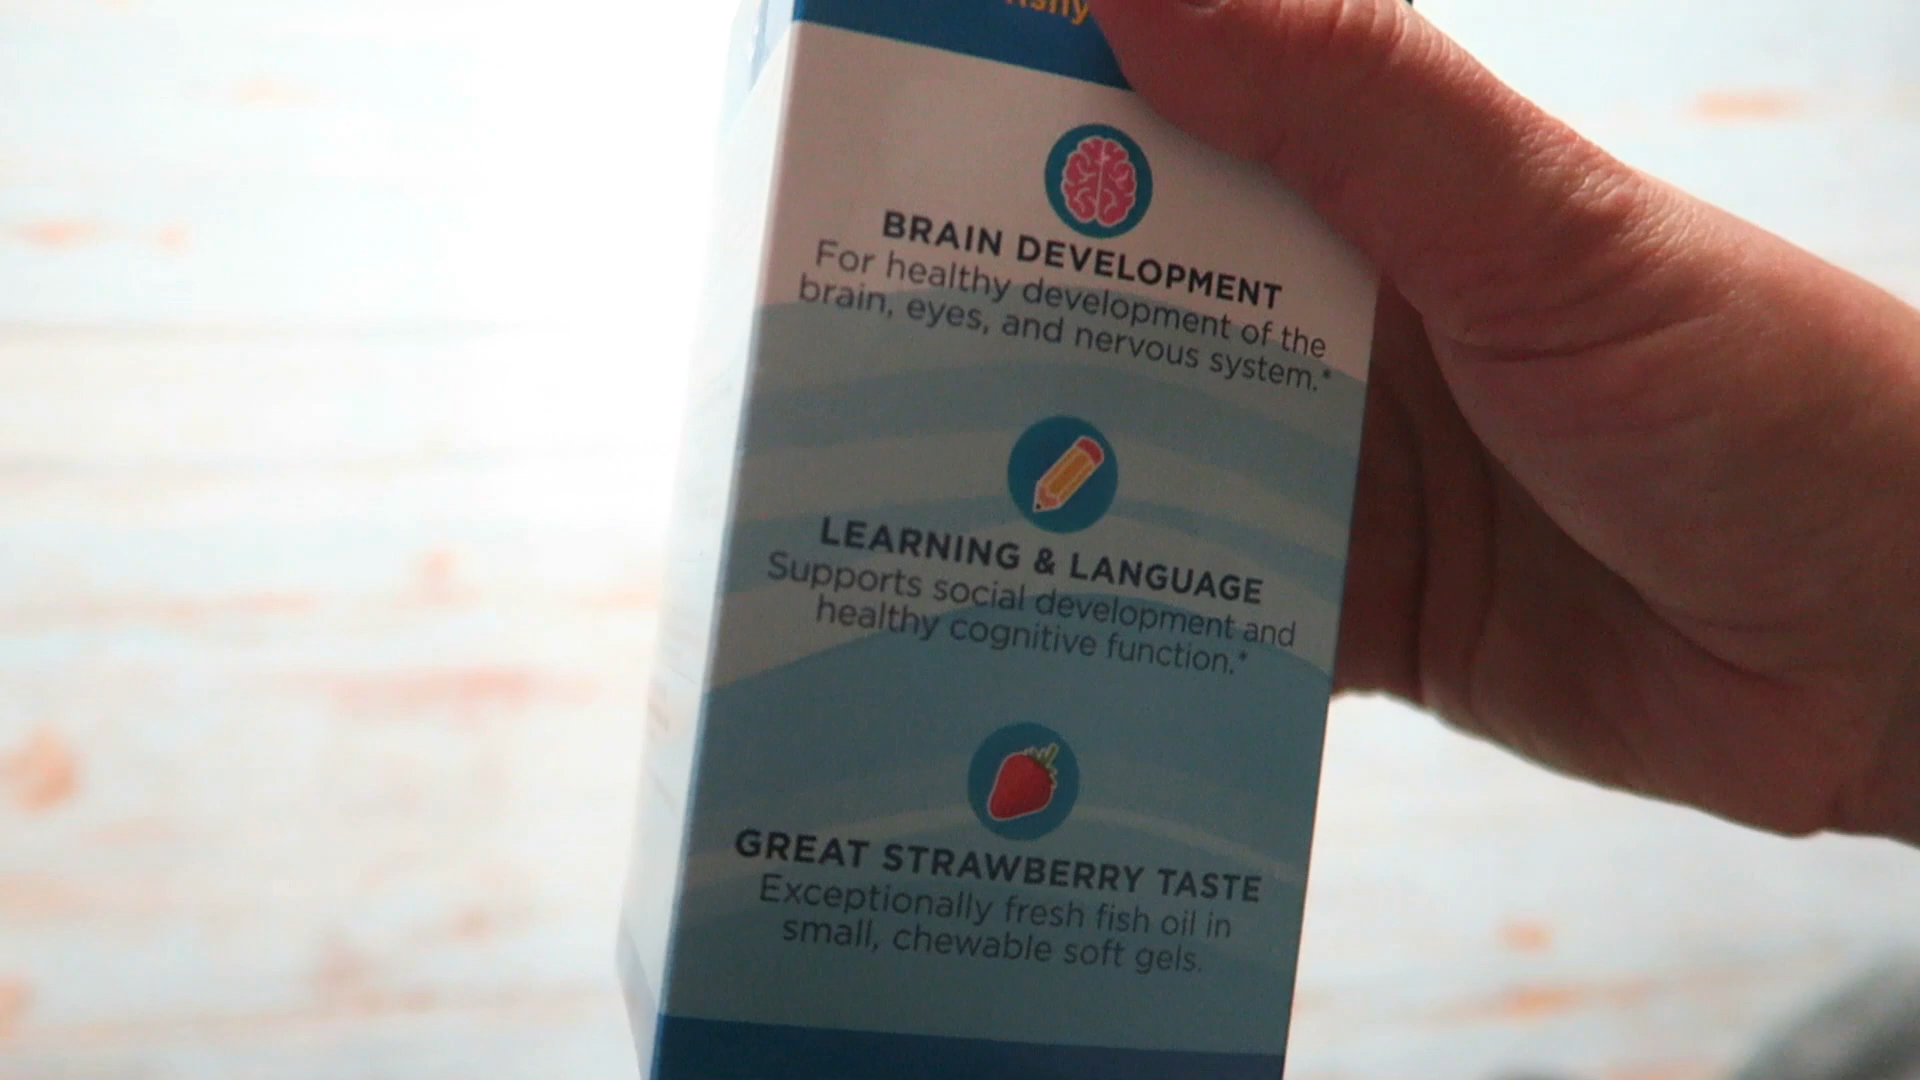 BRAIN DEVELOPMENT
For healthy development of the
brain, eyes, and nervous system.*
LEARNING & LANGUAGE
Supports social development and
healthy cognitive function.*
GREAT STRAWBERRY TASTE
Exceptionally fresh fish oil in
small, chewable soft gels.